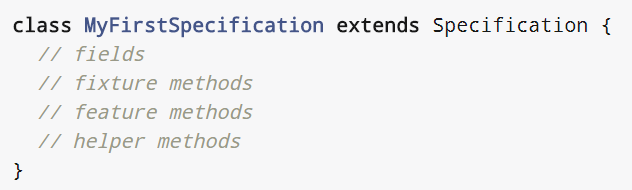 class MyFirstSpecification extends Specification {
  // fields
  // fixture methods
  // feature methods
  // helper methods
}